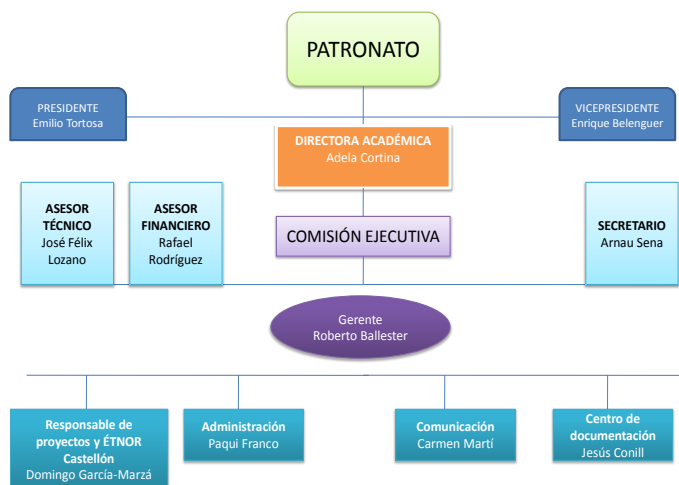 PATRONATO
PRESIDENTE
Emilio Tortosa
VICEPRESIDENTE
Enrique Belenguer
DIRECTORA ACADÉMICA
Adela Cortina
ASESOR
TÉCNICO
José Félix
Lozano
ASESOR
FINANCIERO
Rafael
Rodríguez
COMISIÓN EJECUTIVA
SECRETARIO
Arnau Sena
Gerente
Roberto Ballester
Responsable de
proyectos y ÉTNOR
Castellón
Domingo García-Marzá
Administración
Paqui Franco
Comunicación
Carmen Martí
Centro de
documentación
Jesús Conill